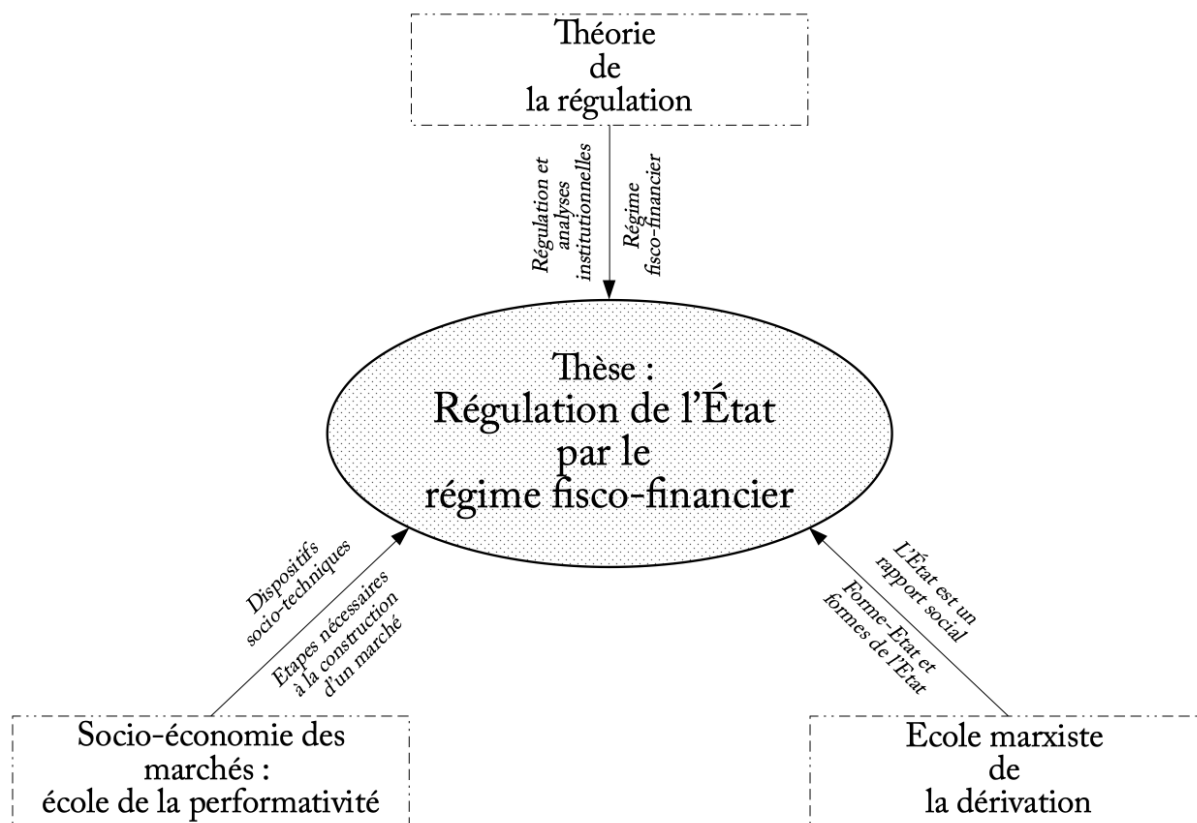 Théorie
de
la régulation
Régulation et
analyses
institutionnelles
Régime
fisco-financier
Thèse :
Régulation de l'État
par le
régime fisco-financier
Dispositifs
socio-techniques
Etapes nécessaires
à la construction
d'un marché
L'État est un
rapport social
Forme-Etat et
formes de l'Etat
Socio-économie des
marchés :
école de la performativité
Ecole marxiste
de
la dérivation